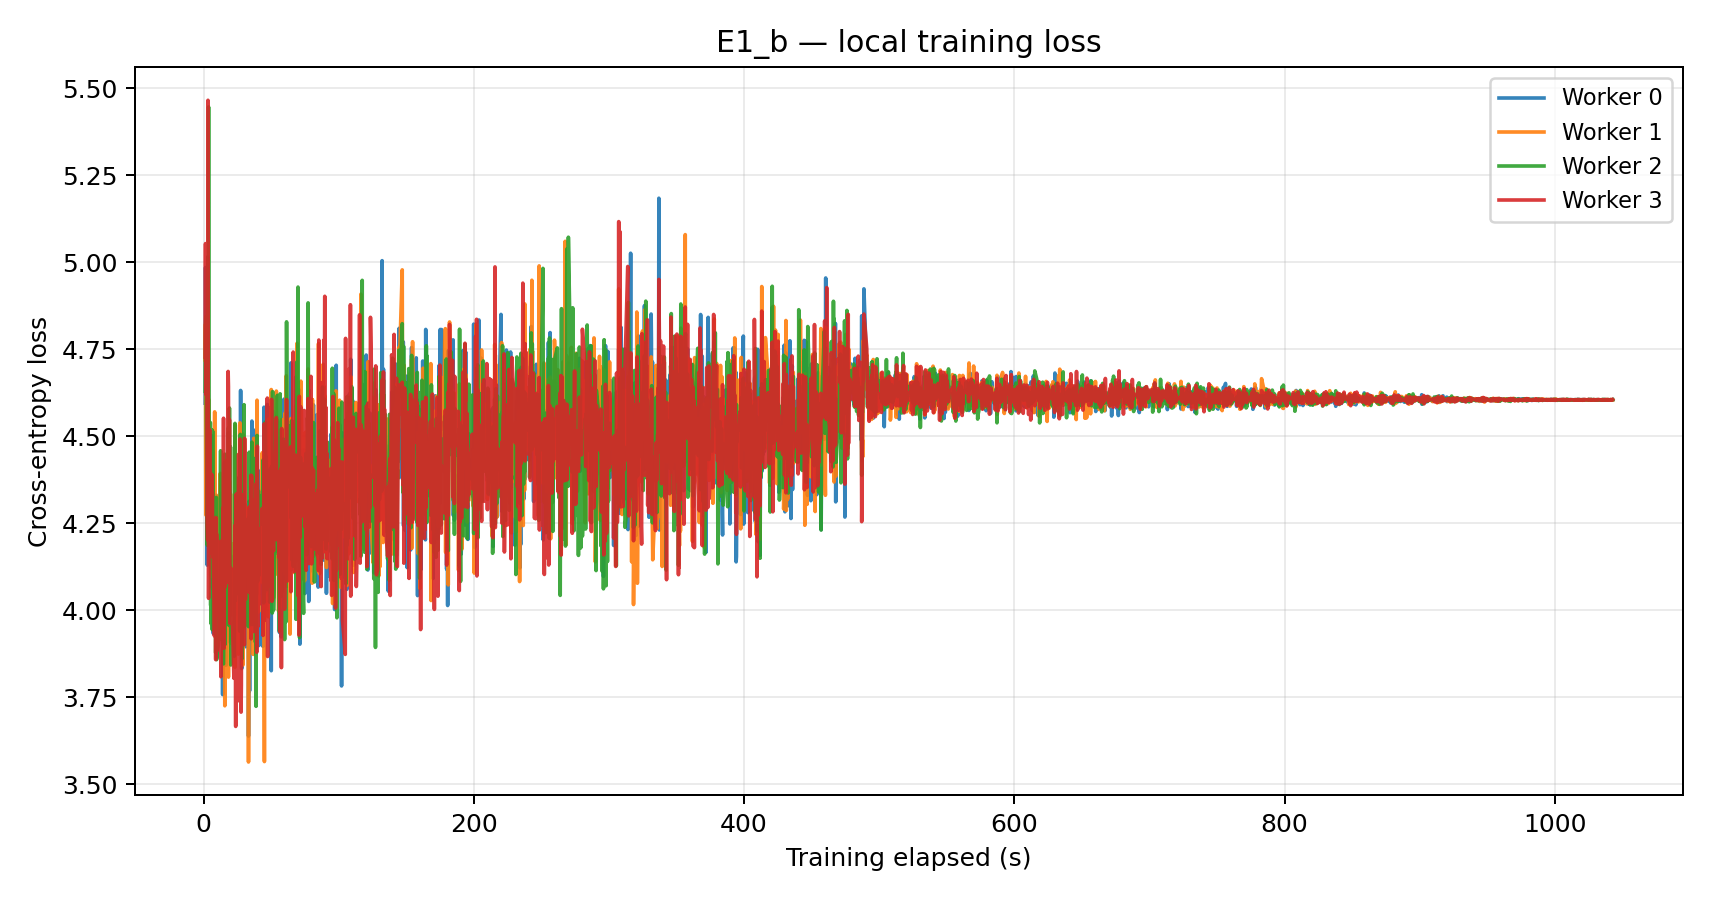 E1_b — local training loss
Cross-entropy loss
5.50
5.25
5.00
4.75
4.50
4.25
4.00
3.75
3.50
0 200 400 600 800 1000
Training elapsed (s)
Worker 0
Worker 1
Worker 2
Worker 3